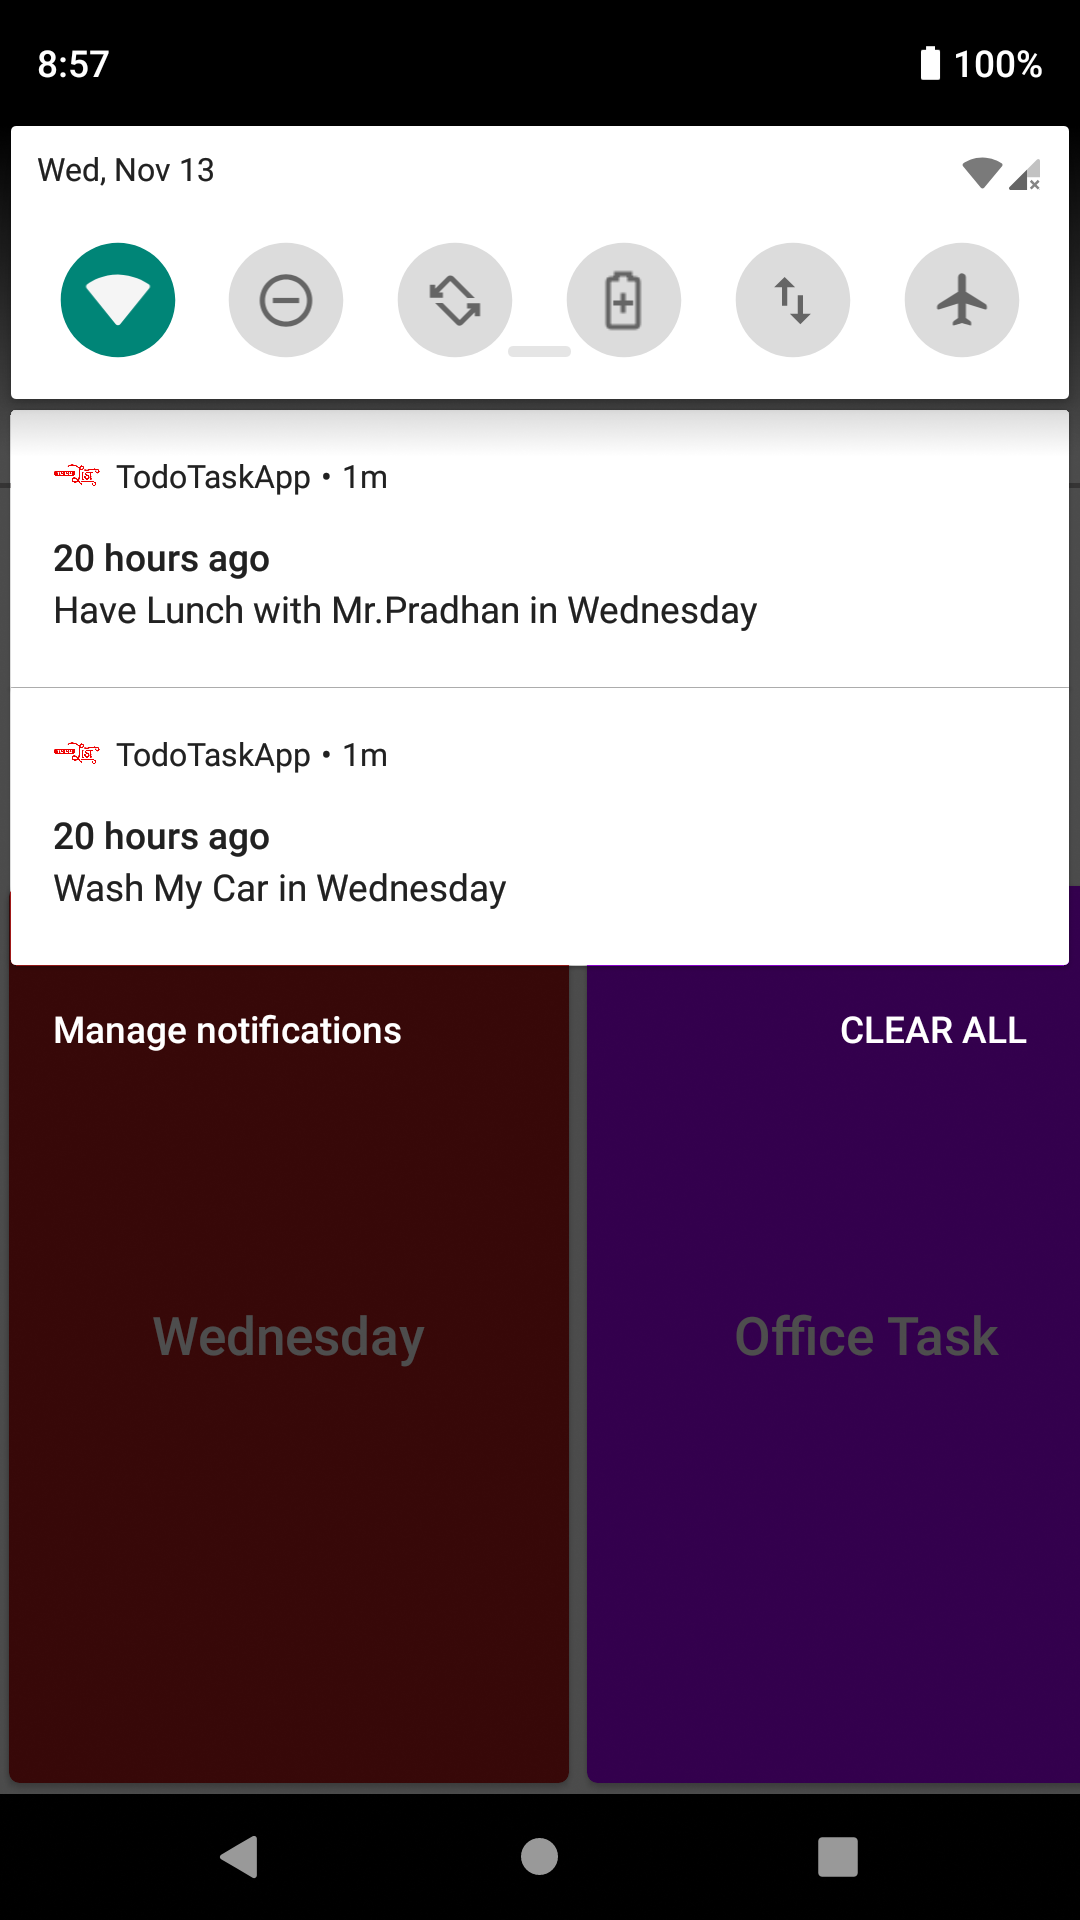 8:57
100%
Wed, Nov 13
TodoTaskApp • 1m
20 hours ago
Have Lunch with Mr.Pradhan in Wednesday
TodoTaskApp • 1m
20 hours ago
Wash My Car in Wednesday
Manage notifications
CLEAR ALL
Wednesday
Office Task